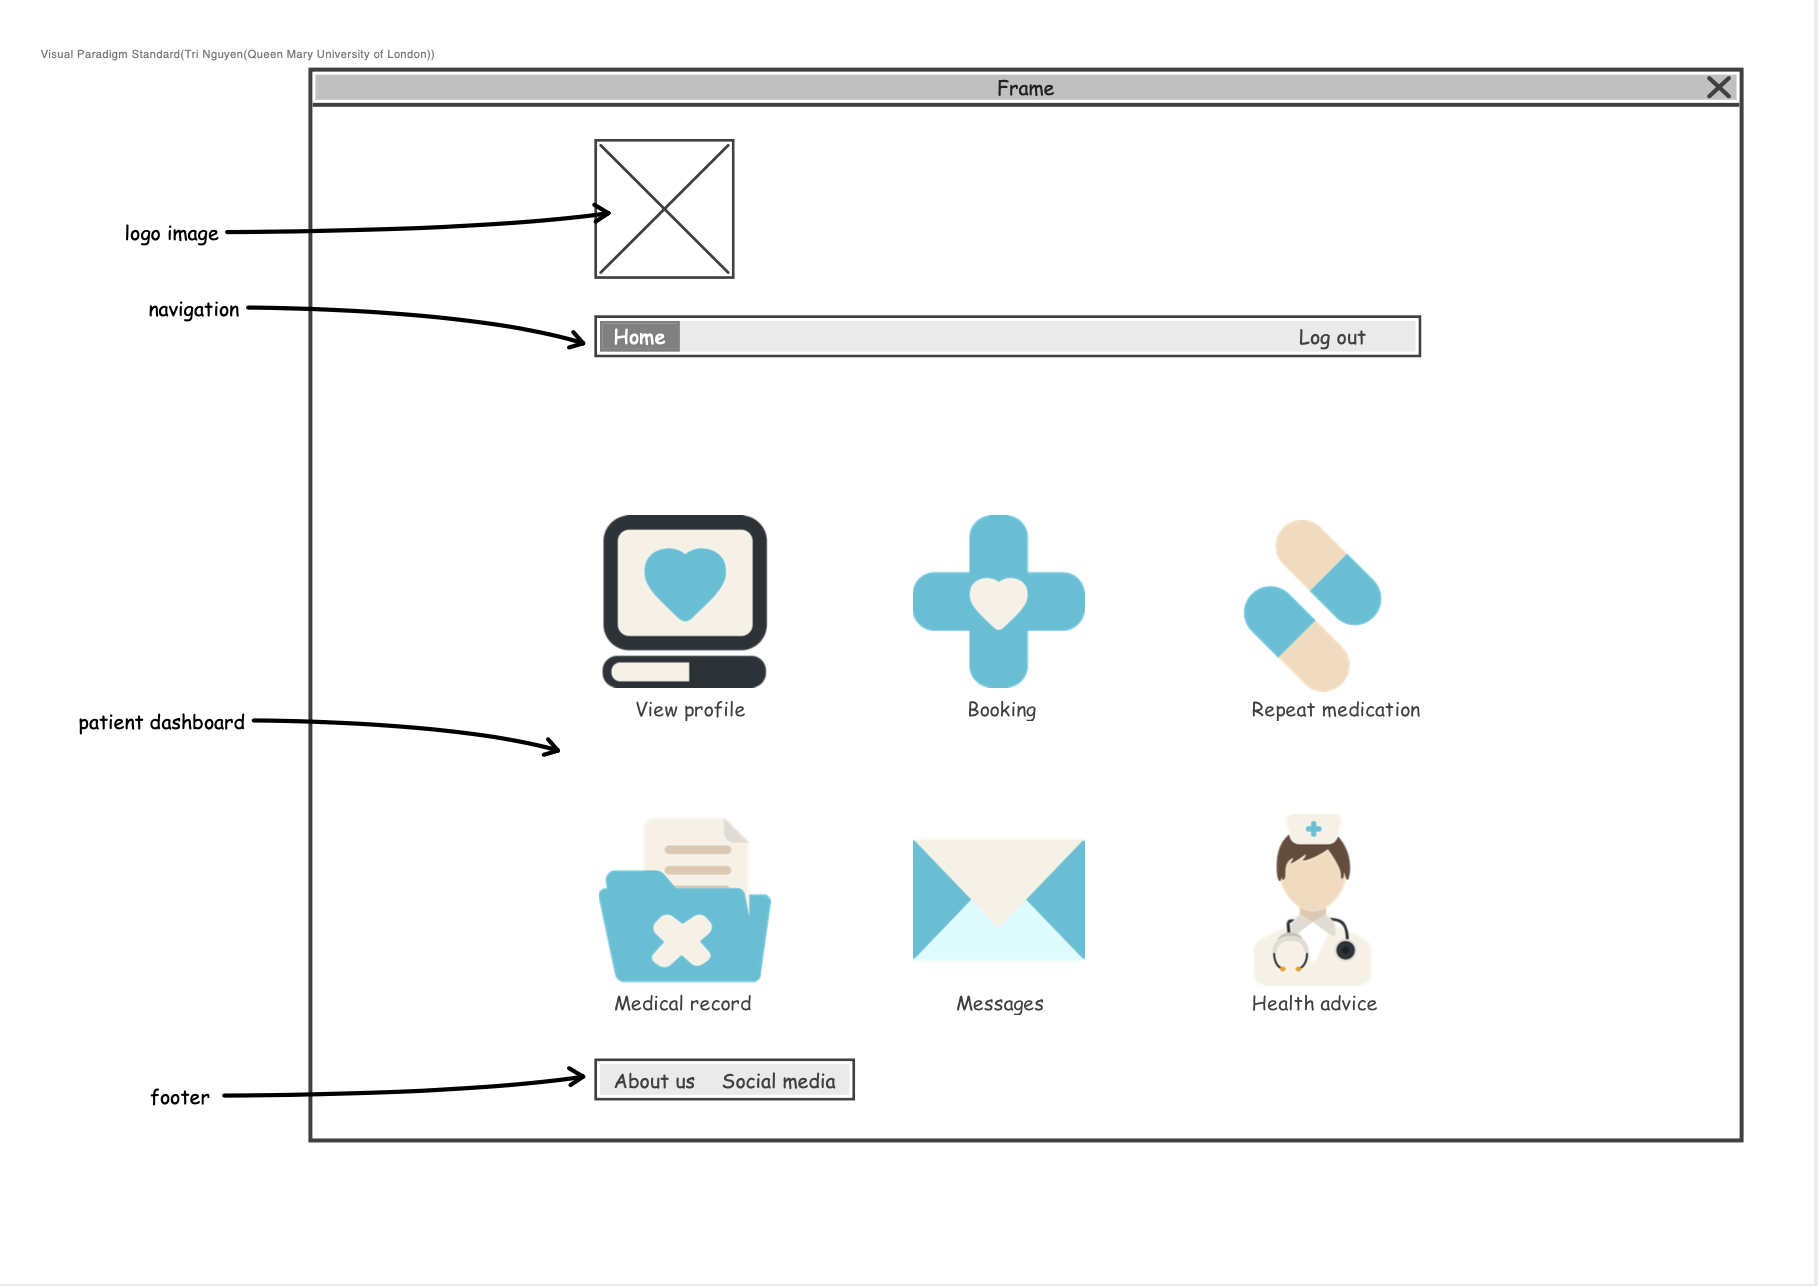 Visual Paradigm Standard(Tri Nguyen(Queen Mary University of London))
Frame
logo image
navigation
Home Log out
View profile Booking Repeat medication
patient dashboard
Medical record Messages Health advice
About us Social media
footer